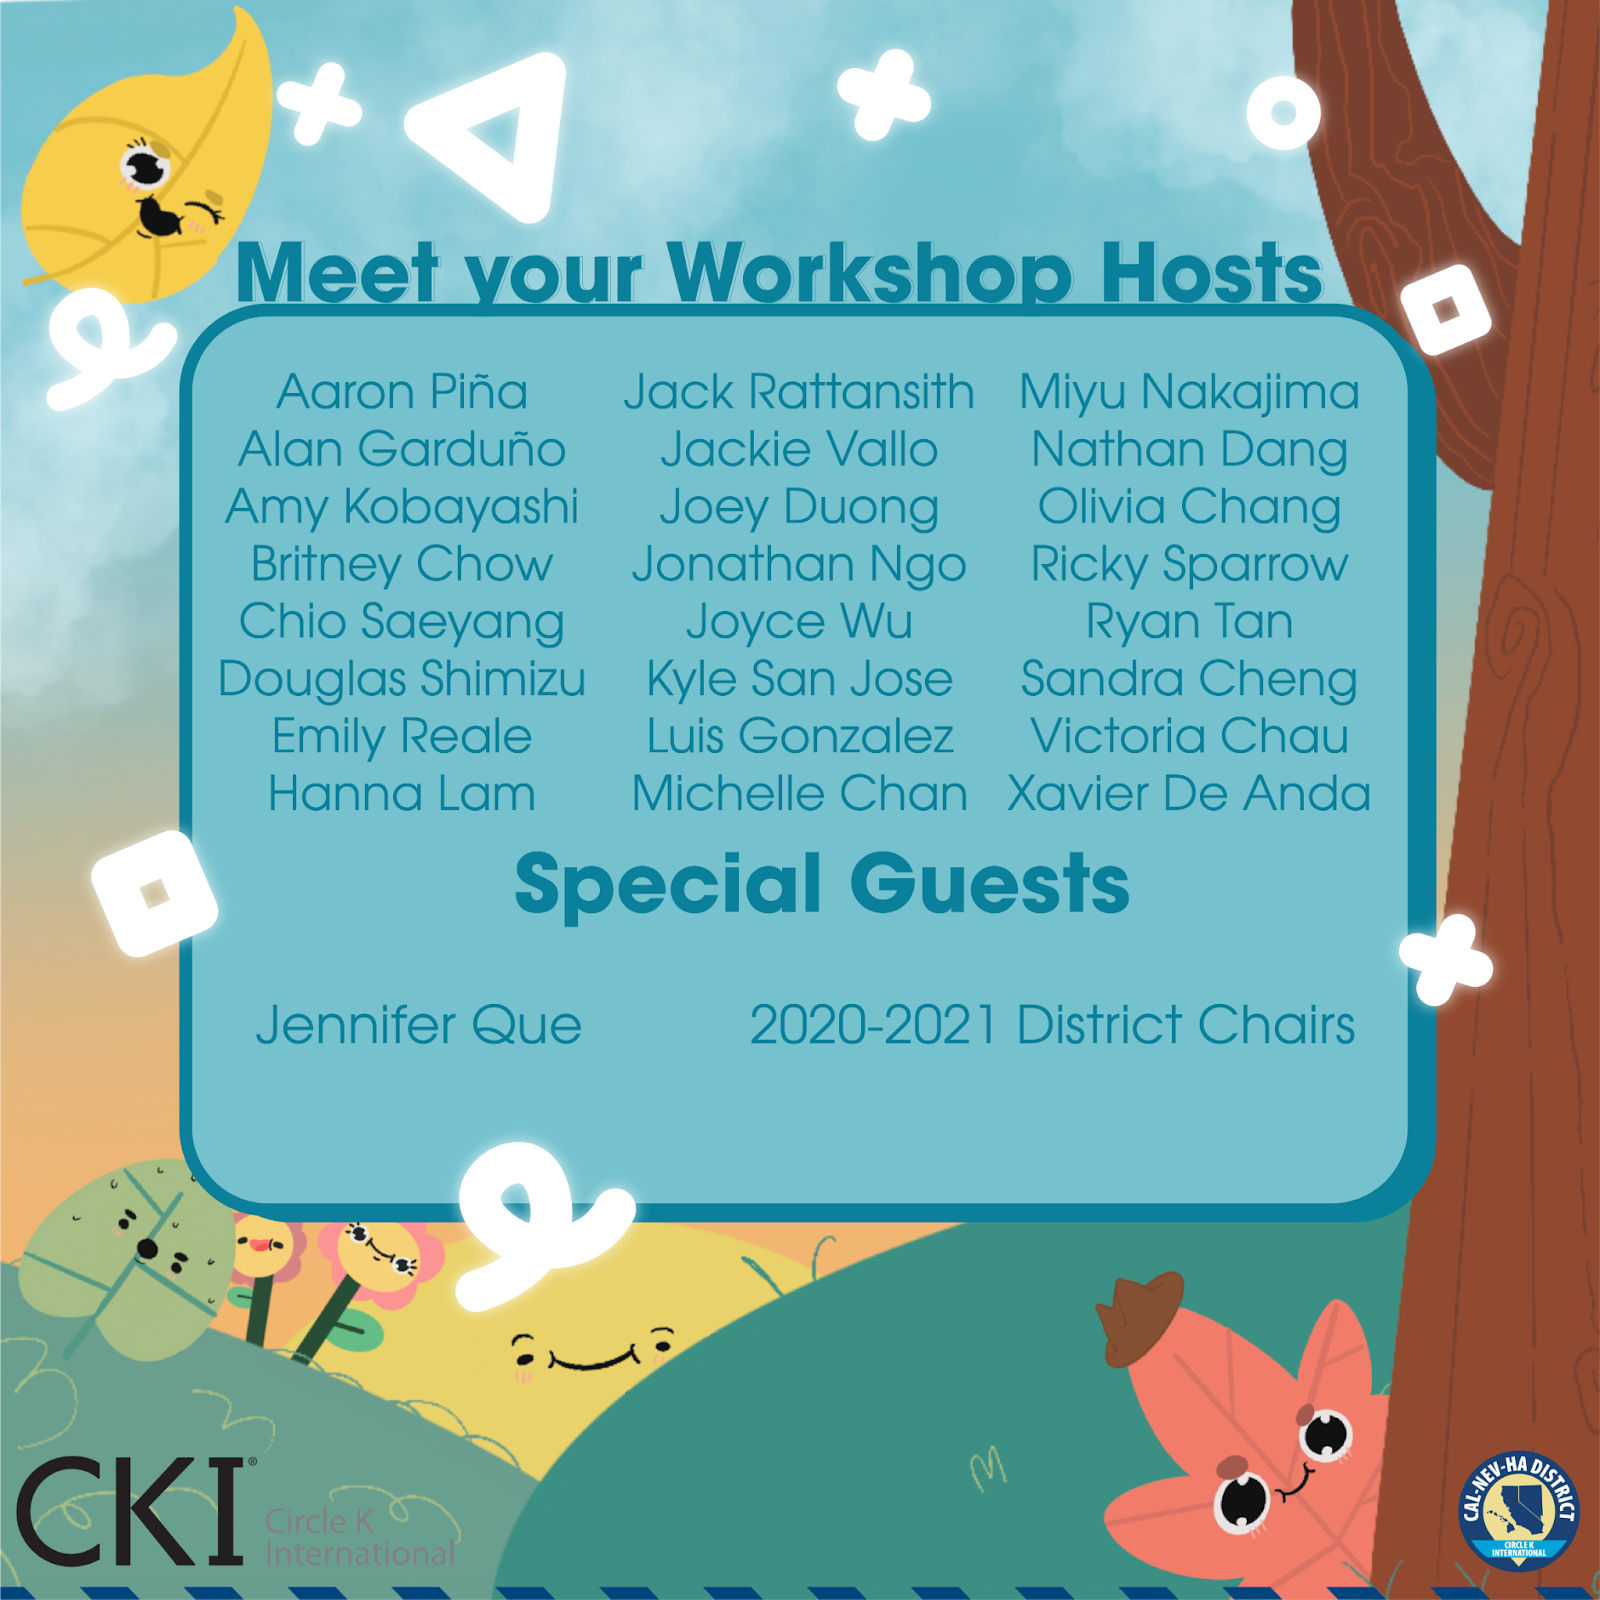 Meet your Workshop Hosts
Aaron Piña
Alan Garduño
Amy Kobayashi
Britney Chow
Chio Saeyang
Douglas Shimizu
Emily Reale
Hanna Lam
Jack Rattansith
Jackie Vallo
Joey Duong
Jonathan Ngo
Joyce Wu
Kyle San Jose
Luis Gonzalez
Michelle Chan
Miyu Nakajima
Nathan Dang
Olivia Chang
Ricky Sparrow
Ryan Tan
Sandra Cheng
Victoria Chau
Xavier De Anda
Special Guests
Jennifer Que
2020-2021 District Chairs
CKI®
Circle K
International
CAL-NEV-HA DISTRICT
CIRCLE K
INTERNATIONAL